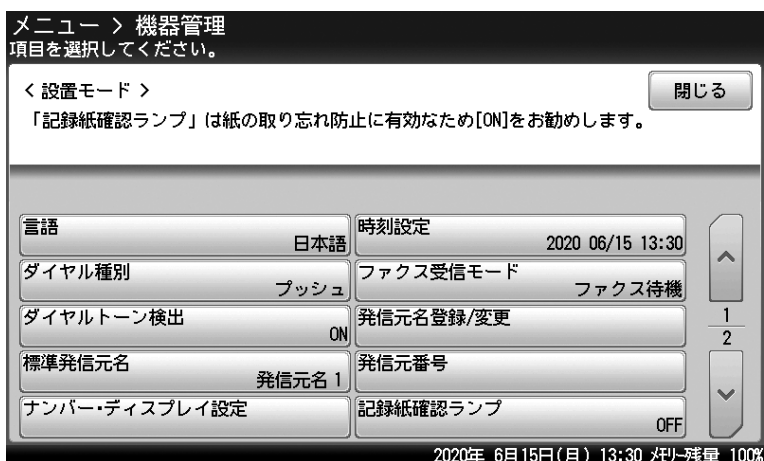 メニュー > 機器管理
項目を選択してください。
< 設置モード >
閉じる
「記録紙確認ランプ」は紙の取り忘れ防止に有効なため[ON]をお勧めします。
言語
日本語
時刻設定
2020 06/15 13:30
ダイヤル種別
プッシュ
ファクス受信モード
ファクス待機
ダイヤルトーン検出
ON
発信元名登録/変更
1
2
標準発信元名
発信元名 1
発信元番号
ナンバー・ディスプレイ設定
記録紙確認ランプ
OFF
2020年 6月15日(月) 13:30 メモリー残量 100%